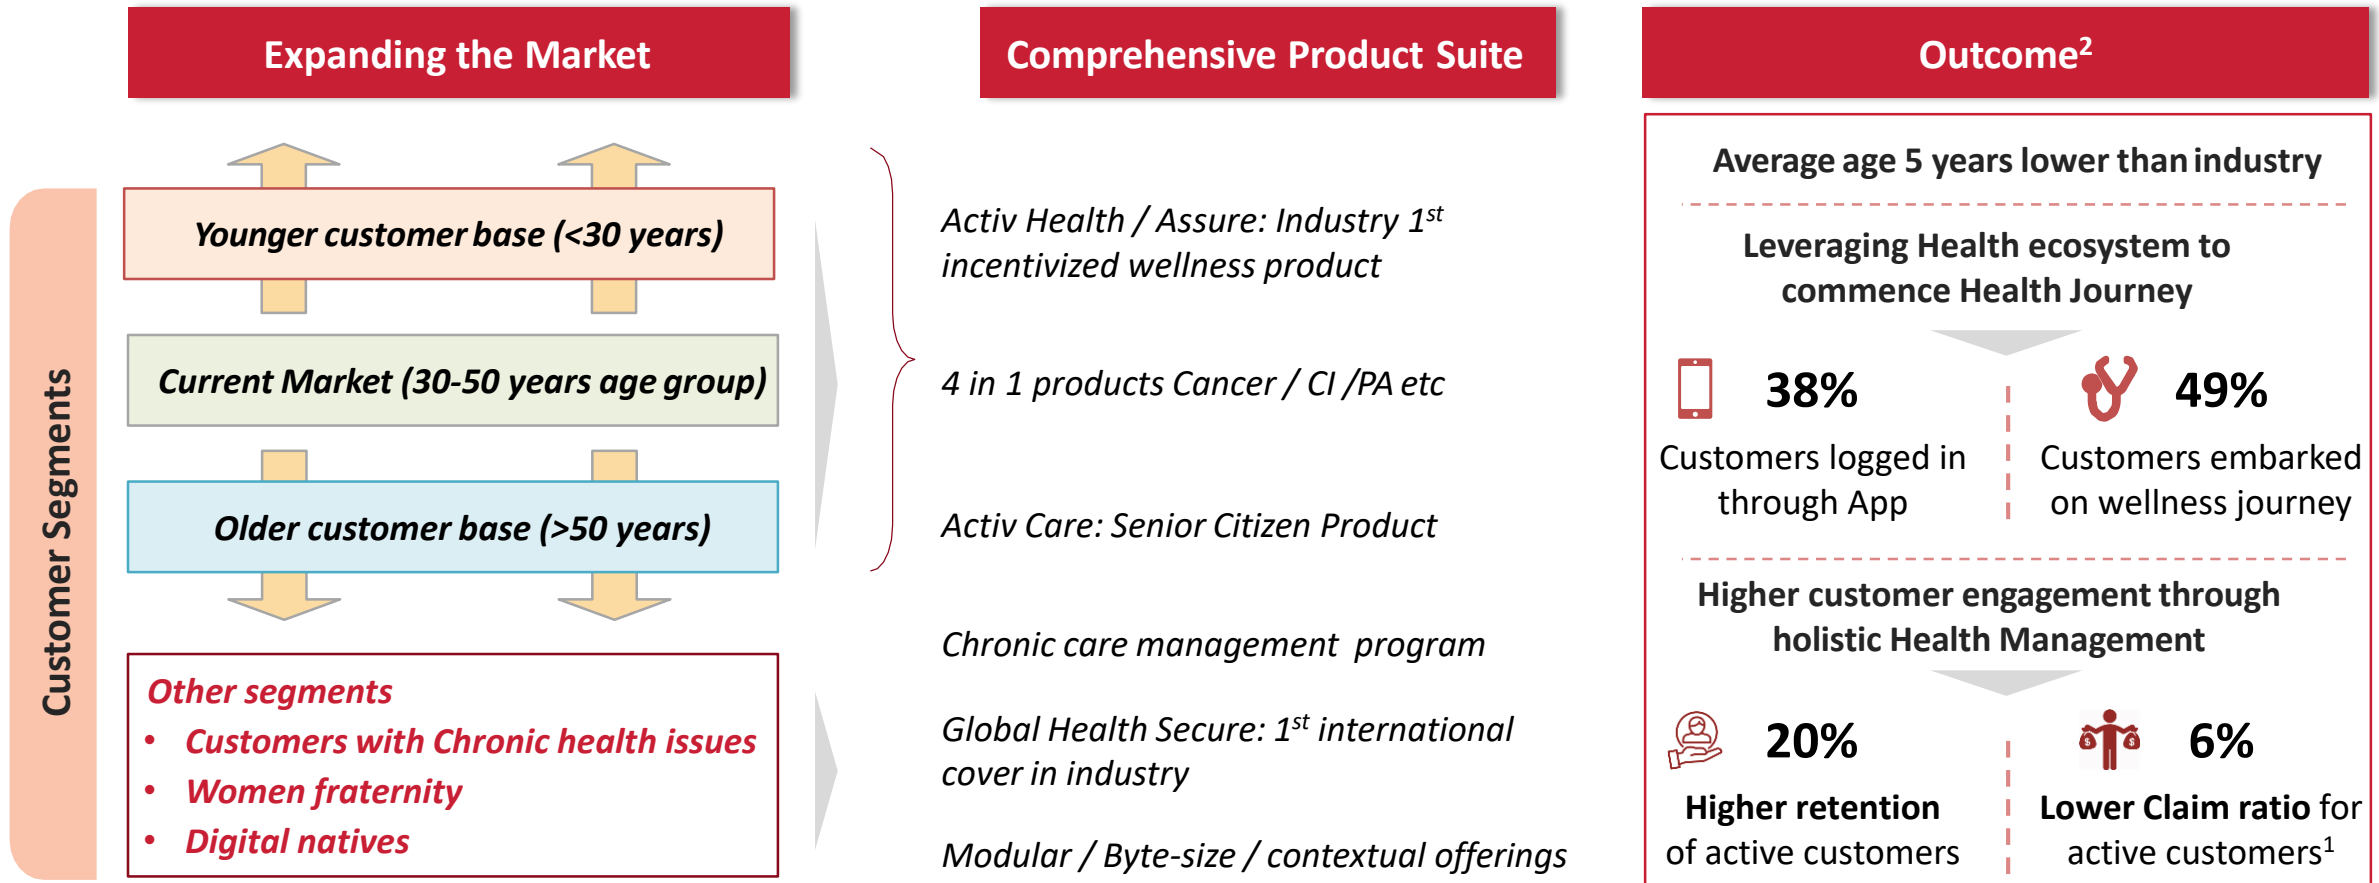 Expanding the Market
Comprehensive Product Suite
Outcome²
Customer Segments
Younger customer base (<30 years)
Current Market (30-50 years age group)
Older customer base (>50 years)
Other segments
• Customers with Chronic health issues
• Women fraternity
• Digital natives
Activ Health / Assure: Industry 1st
incentivized wellness product
4 in 1 products Cancer / CI /PA etc
Activ Care: Senior Citizen Product
Chronic care management program
Global Health Secure: 1st international
cover in industry
Modular / Byte-size / contextual offerings
Average age 5 years lower than industry
Leveraging Health ecosystem to
commence Health Journey
38%
Customers logged in
through App
49%
Customers embarked
on wellness journey
Higher customer engagement through
holistic Health Management
20%
Higher retention
of active customers
6%
Lower Claim ratio for
active customers¹